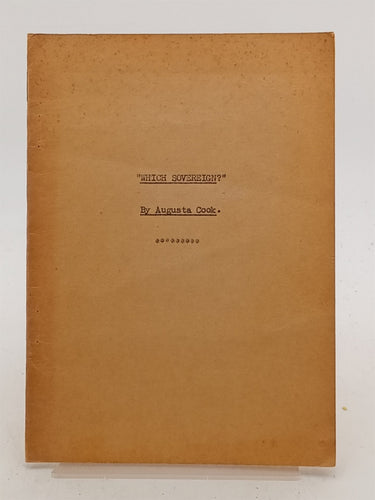 "WHICH SOVEREIGN?"
By Augusta Cook.